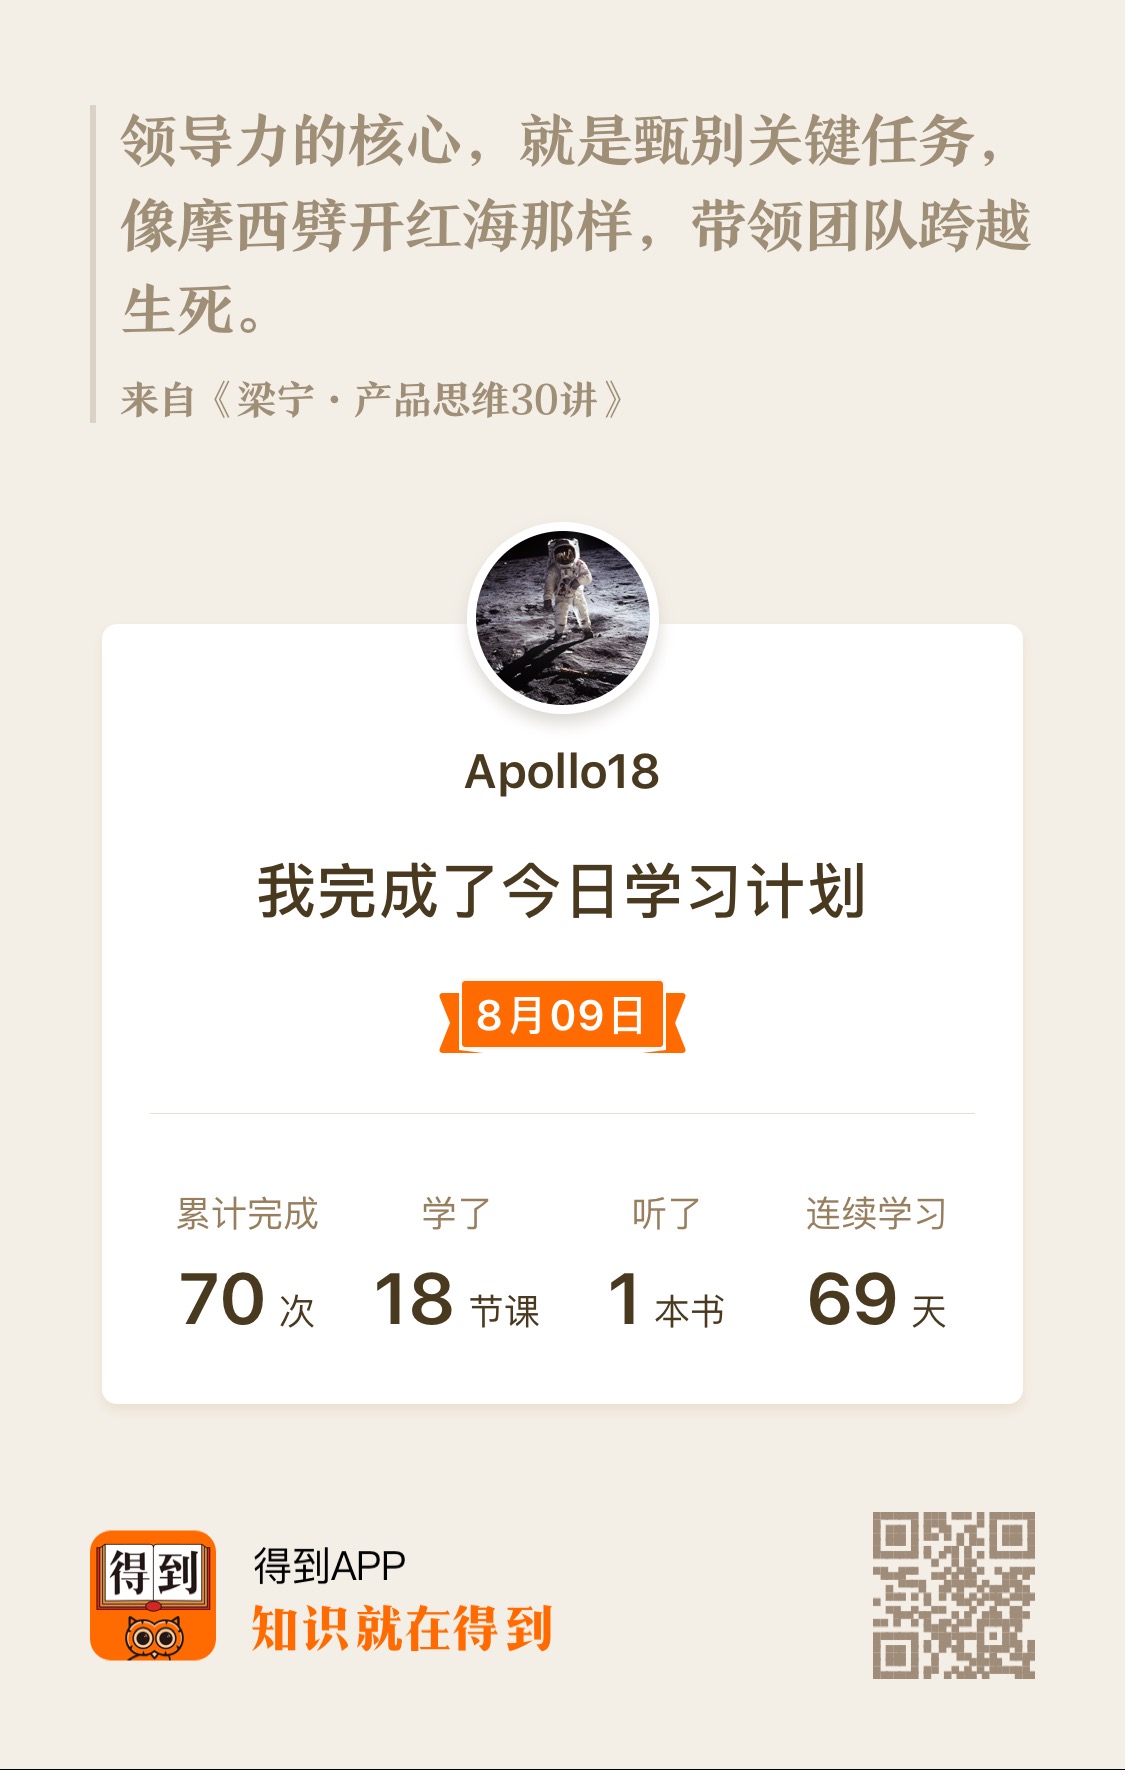 领导力的核心，就是甄别关键任务，
像摩西劈开红海那样，带领团队跨越
生死。
来自《梁宁·产品思维30讲》
Apollo18
我完成了今日学习计划
8月09日
累计完成 学了 听了 连续学习
70 次 18 节课 1 本书 69 天
得到
得到APP
知识就在得到